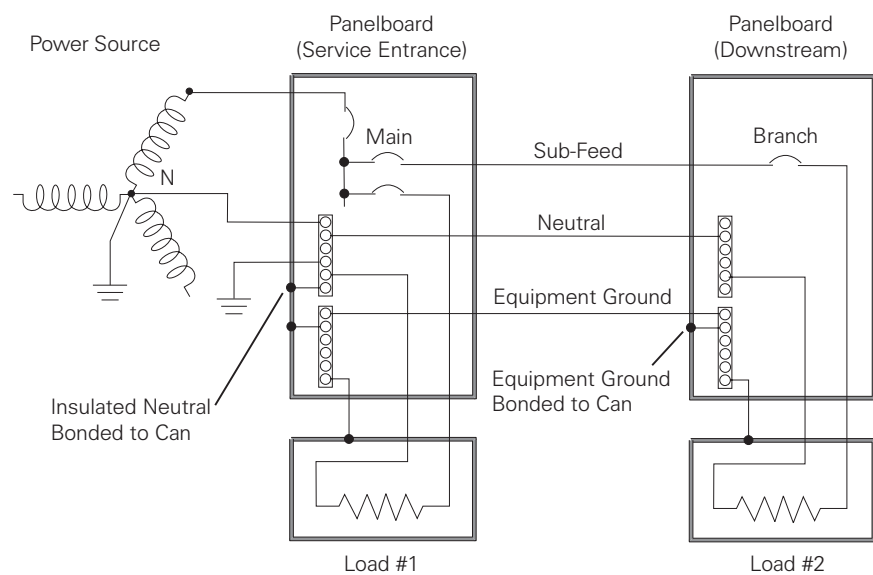 Power Source
Panelboard
(Service Entrance)
Panelboard
(Downstream)
Main
Sub-Feed
Branch
N
Neutral
Equipment Ground
Insulated Neutral
Bonded to Can
Equipment Ground
Bonded to Can
Load #1
Load #2